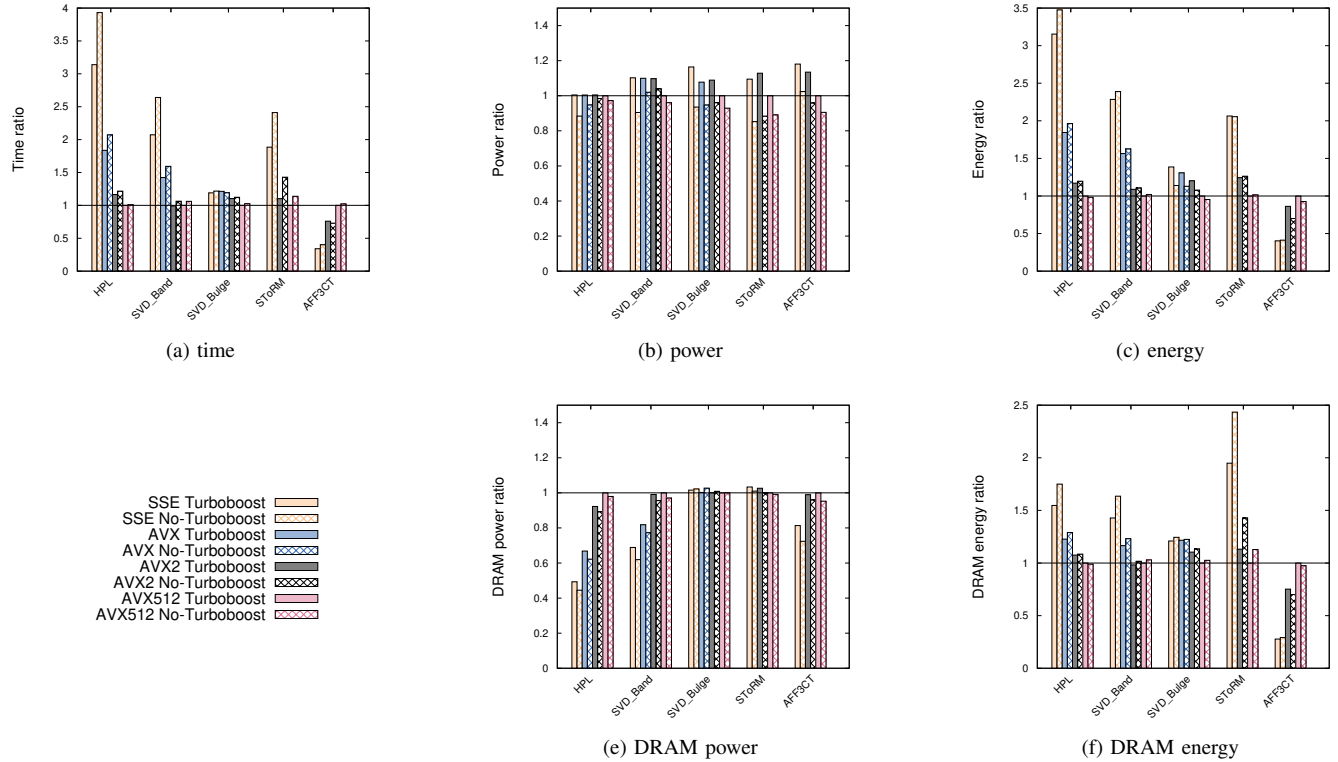 Time ratio
4
3.5
3
2.5
2
1.5
1
0.5
0
HPL
SVD_Band
SVD_Bulge
SToRM
AFF3CT
(a) time
Power ratio
1.4
1.2
1
0.8
0.6
0.4
0.2
0
HPL
SVD_Band
SVD_Bulge
SToRM
AFF3CT
(b) power
Energy ratio
3.5
3
2.5
2
1.5
1
0.5
0
HPL
SVD_Band
SVD_Bulge
SToRM
AFF3CT
(c) energy
SSE Turboboost
SSE No-Turboboost
AVX Turboboost
AVX No-Turboboost
AVX2 Turboboost
AVX2 No-Turboboost
AVX512 Turboboost
AVX512 No-Turboboost
DRAM power ratio
1.4
1.2
1
0.8
0.6
0.4
0.2
0
HPL
SVD_Band
SVD_Bulge
SToRM
AFF3CT
(e) DRAM power
DRAM energy ratio
2.5
2
1.5
1
0.5
0
HPL
SVD_Band
SVD_Bulge
SToRM
AFF3CT
(f) DRAM energy